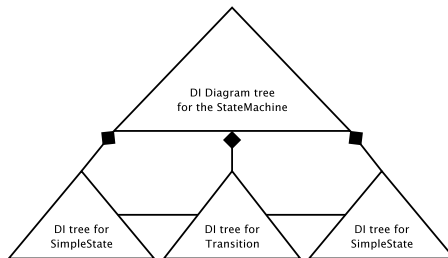 DI Diagram tree
for the StateMachine
DI tree for
SimpleState
DI tree for
Transition
DI tree for
SimpleState